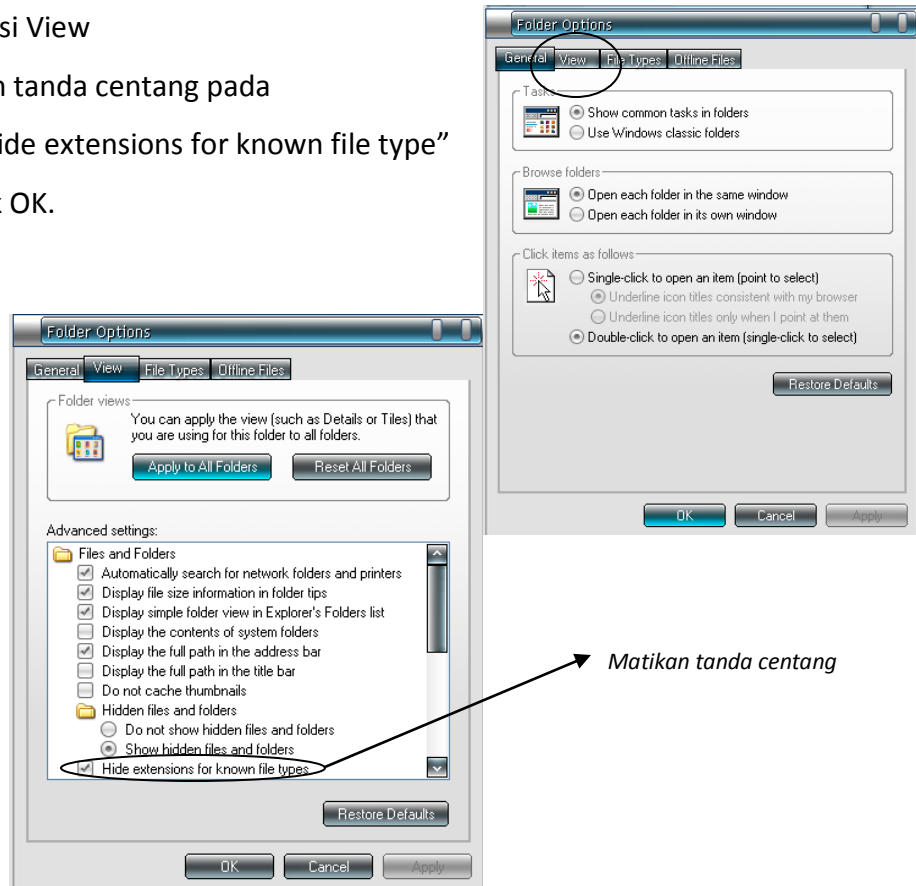 si View
n tanda centang pada
ide extensions for known file type”
OK.
Folder Options
General View File Types Offline Files
Tasks
Show common tasks in folders
Use Windows classic folders
Browse folders
Open each folder in the same window
Open each folder in its own window
Click items as follows
Single-click to open an item (point to select)
Underline icon titles consistent with my browser
Underline icon titles only when I point at them
Double-click to open an item (single-click to select)
Restore Defaults
OK Cancel Apply
Folder Options
General View File Types Offline Files
Folder views
You can apply the view (such as Details or Tiles) that
you are using for this folder to all folders.
Apply to All Folders Reset All Folders
Advanced settings:
Files and Folders
Automatically search for network folders and printers
Display file size information in folder tips
Display simple folder view in Explorer's Folders list
Display the contents of system folders
Display the full path in the address bar
Display the full path in the title bar
Do not cache thumbnails
Hidden files and folders
Do not show hidden files and folders
Show hidden files and folders
Hide extensions for known file types
Restore Defaults
OK Cancel Apply
Matikan tanda centang